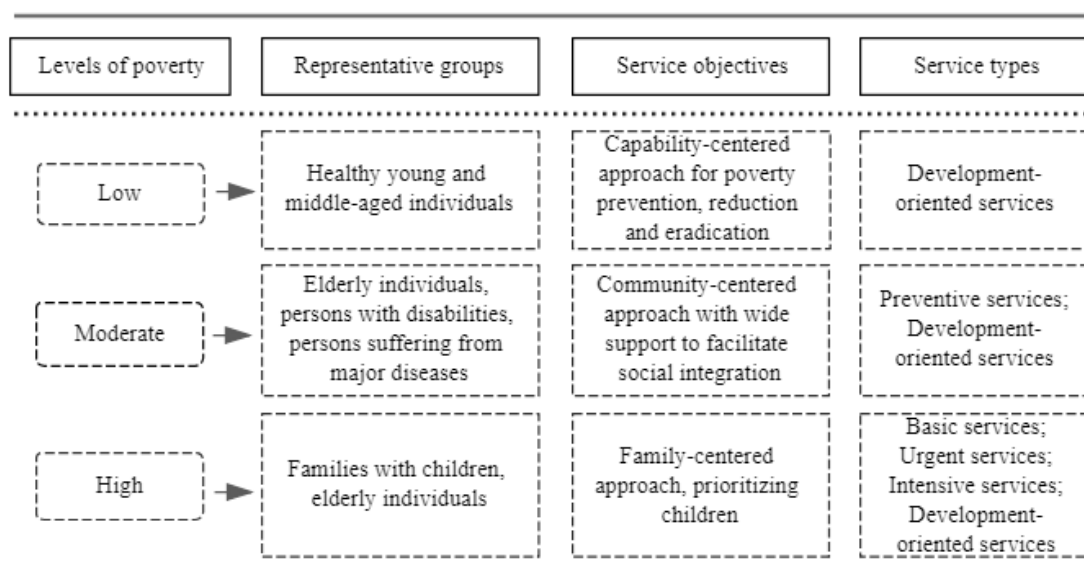 Levels of poverty
Representative groups
Service objectives
Service types
Low
Healthy young and
middle-aged individuals
Capability-centered
approach for poverty
prevention, reduction
and eradication
Development-
oriented services
Moderate
Elderly individuals,
persons with disabilities,
persons suffering from
major diseases
Community-centered
approach with wide
support to facilitate
social integration
Preventive services;
Development-
oriented services
High
Families with children,
elderly individuals
Family-centered
approach, prioritizing
children
Basic services;
Urgent services;
Intensive services;
Development-
oriented services